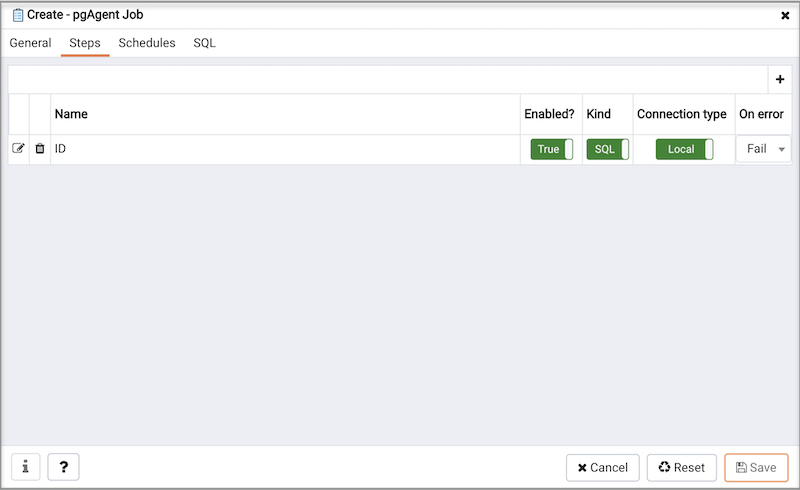 Create - pgAgent Job
General Steps Schedules SQL
Name Enabled? Kind Connection type On error
ID True SQL Local Fail
Cancel Reset Save